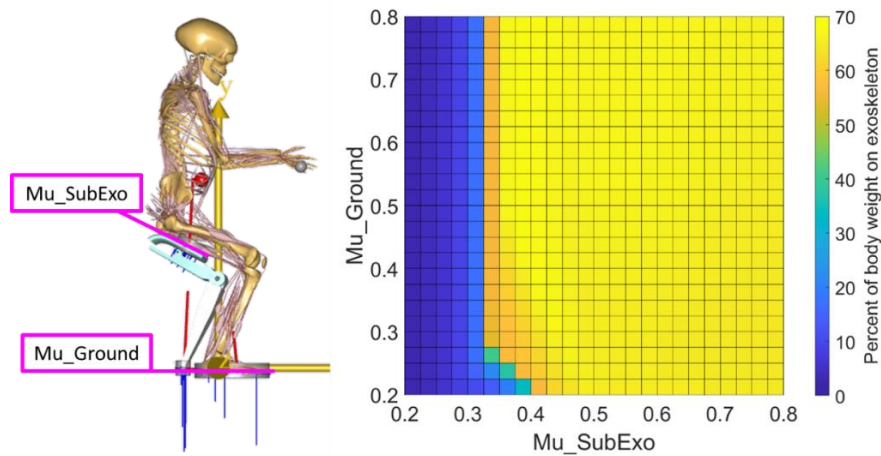 Mu_SubExo
Mu_Ground
y
Mu_Ground
0.8
0.7
0.6
0.5
0.4
0.3
0.2
0.2 0.3 0.4 0.5 0.6 0.7 0.8
Mu_SubExo
70
60
50
40
30
20
10
0
Percent of body weight on exoskeleton